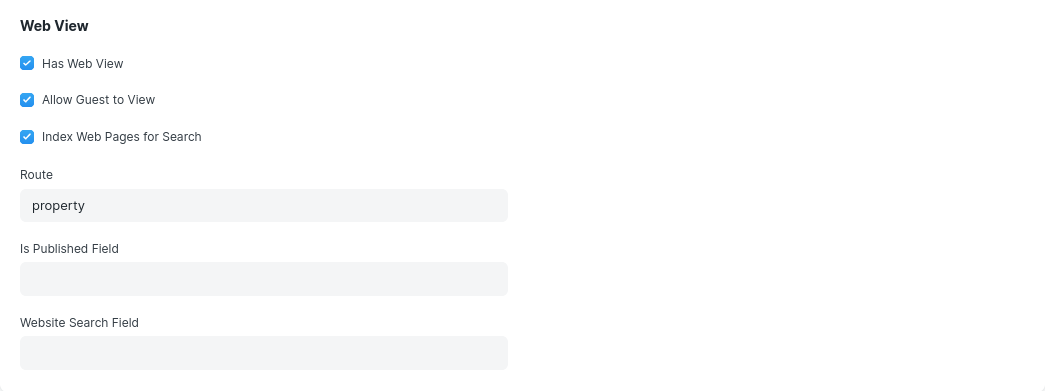 Web View
Has Web View
Allow Guest to View
Index Web Pages for Search
Route
property
Is Published Field
Website Search Field